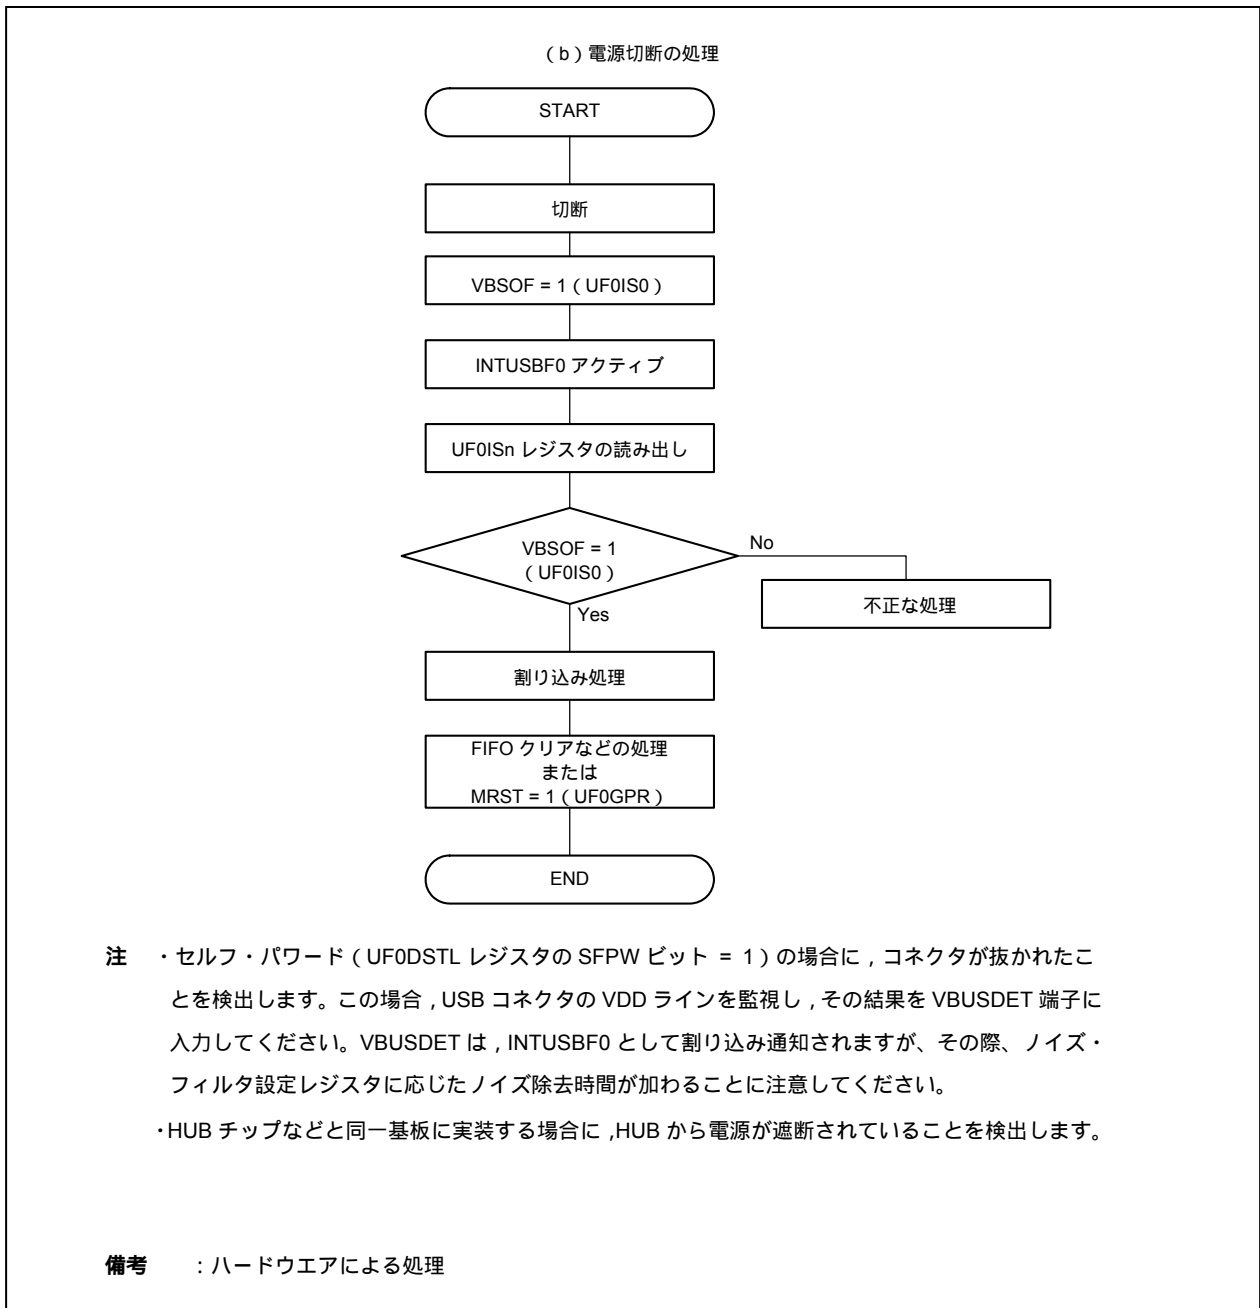 （b）電源切断の処理
START
切断
VBSOF = 1（UF0IS0）
INTUSBF0 アクティブ
UF0ISn レジスタの読み出し
VBSOF = 1
（UF0IS0）
No
不正な処理
Yes
割り込み処理
FIFO クリアなどの処理
または
MRST = 1（UF0GPR）
END
注 ・セルフ・パワード（UF0DSTL レジスタの SFPW ビット = 1）の場合に，コネクタが抜かれたこ
とを検出します。この場合，USB コネクタの VDD ラインを監視し，その結果を VBUSDET 端子に
入力してください。VBUSDET は，INTUSBF0 として割り込み通知されますが、その際、ノイズ・
フィルタ設定レジスタに応じたノイズ除去時間が加わることに注意してください。
・HUB チップなどと同一基板に実装する場合に，HUB から電源が遮断されていることを検出します。
備考 ：ハードウエアによる処理